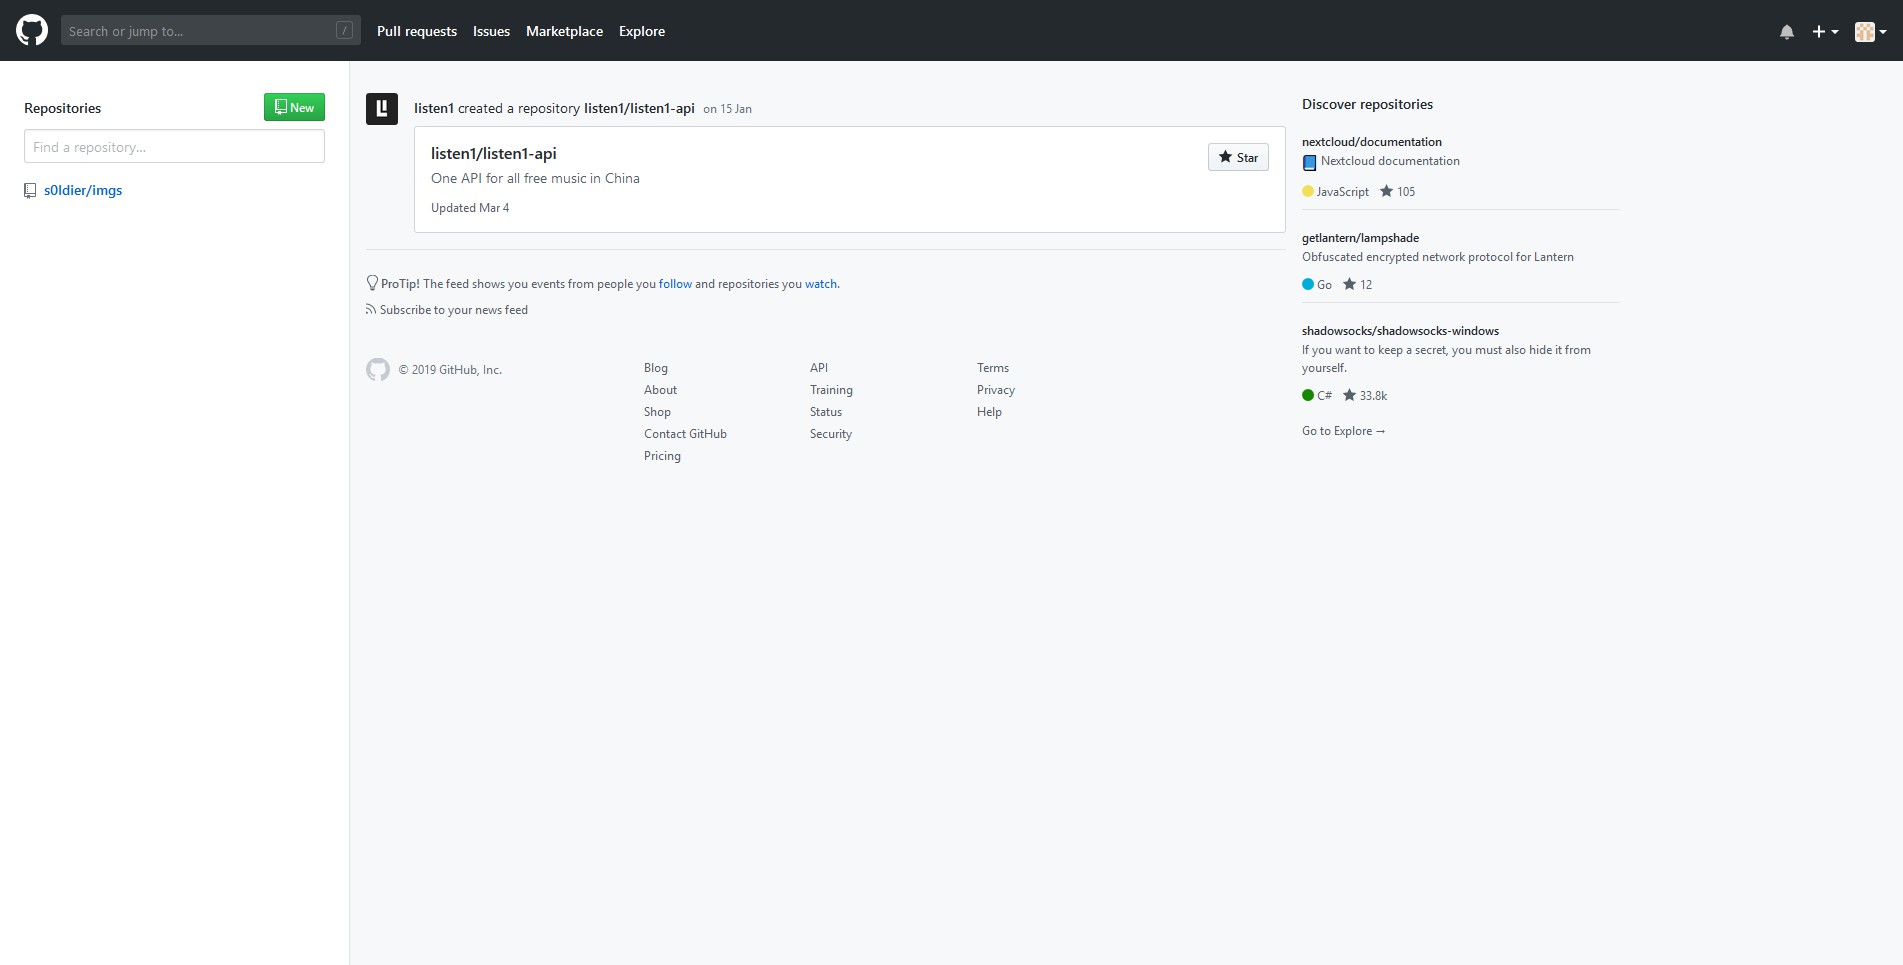 Search or jump to... /
Pull requests Issues Marketplace Explore
Repositories
New
Find a repository...
s0ldier/imgs
listen1 created a repository listen1/listen1-api on 15 Jan
listen1/listen1-api
Star
One API for all free music in China
Updated Mar 4
ProTip! The feed shows you events from people you follow and repositories you watch.
Subscribe to your news feed
© 2019 GitHub, Inc.
Blog
About
Shop
Contact GitHub
Pricing
API
Training
Status
Security
Terms
Privacy
Help
Discover repositories
nextcloud/documentation
Nextcloud documentation
JavaScript 105
getlantern/lampshade
Obfuscated encrypted network protocol for Lantern
Go 12
shadowsocks/shadowsocks-windows
If you want to keep a secret, you must also hide it from
yourself.
C# 33.8k
Go to Explore →